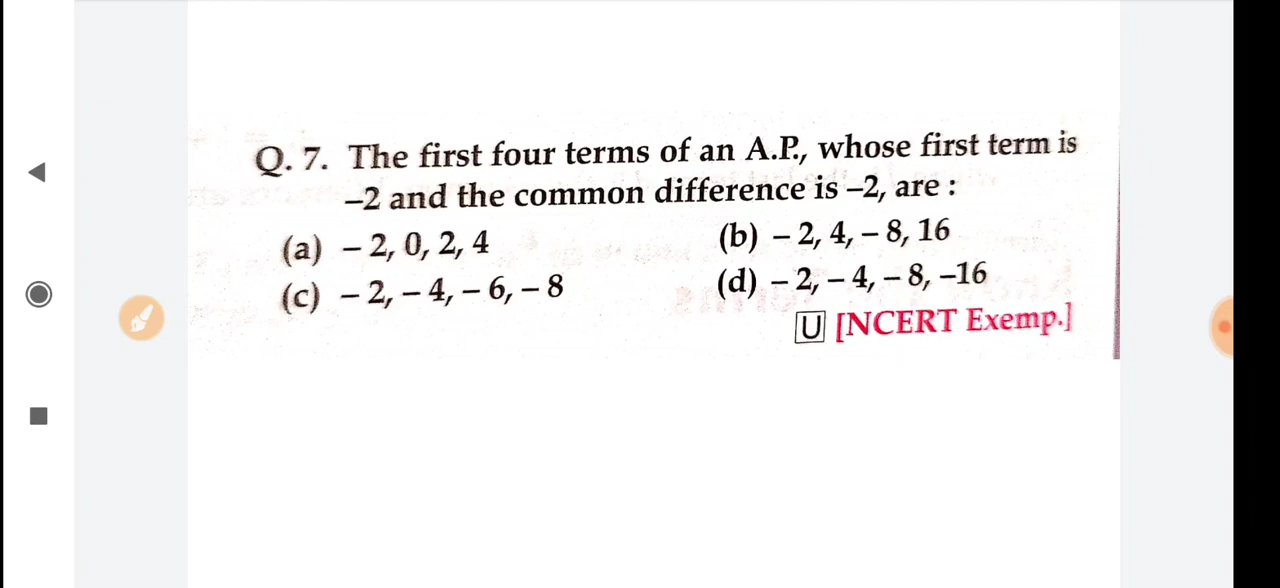 Q. 7. The first four terms of an A.P., whose first term is
–2 and the common difference is –2, are :
(a) – 2, 0, 2, 4 (b) – 2, 4, – 8, 16
(c) – 2, – 4, – 6, – 8 (d) – 2, – 4, – 8, –16
U [NCERT Exemp.]